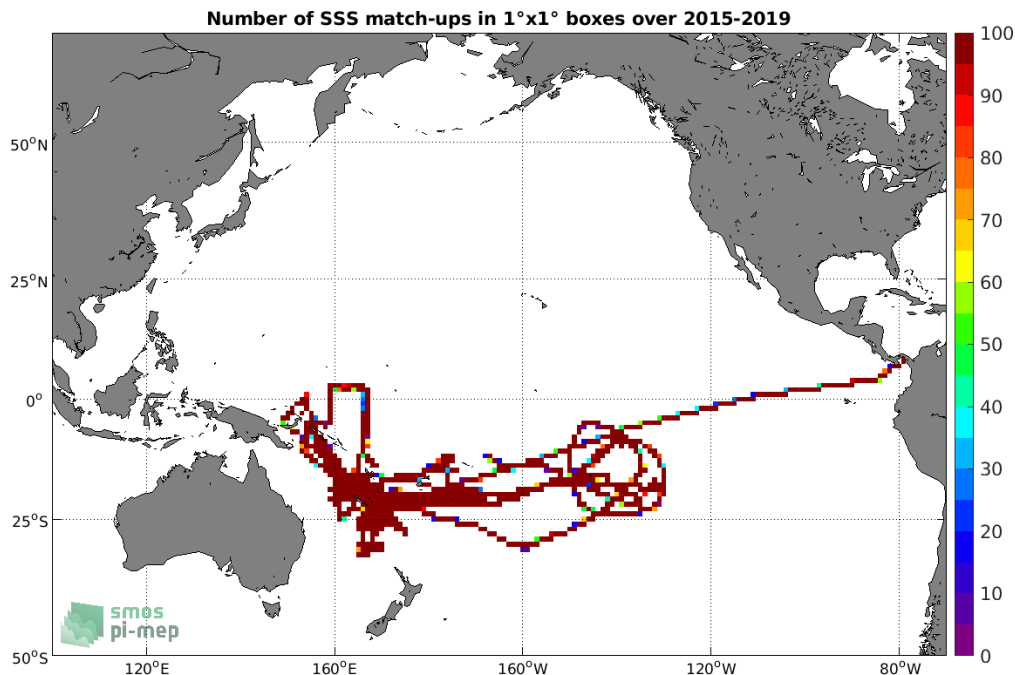 Number of SSS match-ups in 1°x1° boxes over 2015-2019
100
90
80
70
60
50
40
30
20
10
0
50°N
25°N
0°
25°S
50°S
120°E
160°E
160°W
120°W
80°W
smos
pi-mep